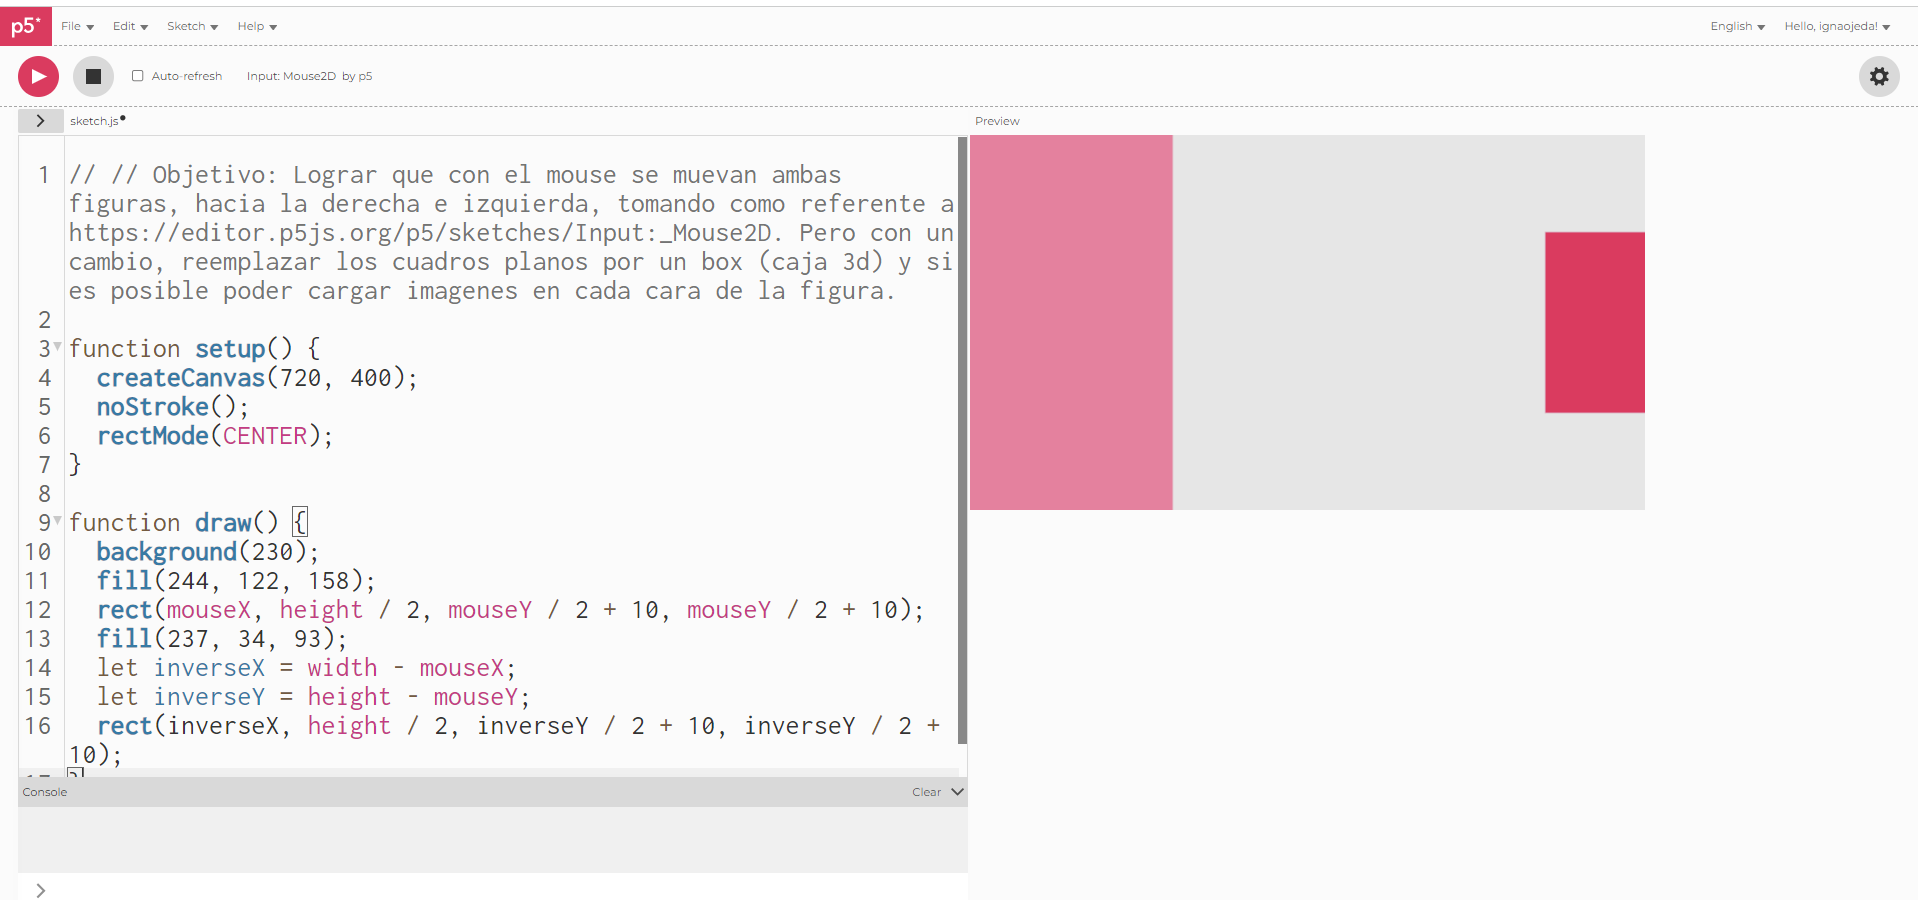 p5* File Edit Sketch Help English Hello, ignaojeda!
Auto-refresh Input: Mouse2D by p5
sketch.js Preview
1 // // Objetivo: Lograr que con el mouse se muevan ambas
figuras, hacia la derecha e izquierda, tomando como referente a
https://editor.p5js.org/p5/sketches/Input:_Mouse2D. Pero con un
cambio, reemplazar los cuadros planos por un box (caja 3d) y si
es posible poder cargar imagenes en cada cara de la figura.
2
3 function setup() {
4 createCanvas(720, 400);
5 noStroke();
6 rectMode(CENTER);
7 }
8
9 function draw() {
10 background(230);
11 fill(244, 122, 158);
12 rect(mouseX, height / 2, mouseY / 2 + 10, mouseY / 2 + 10);
13 fill(237, 34, 93);
14 let inverseX = width - mouseX;
15 let inverseY = height - mouseY;
16 rect(inverseX, height / 2, inverseY / 2 + 10, inverseY / 2 +
10);
Console Clear